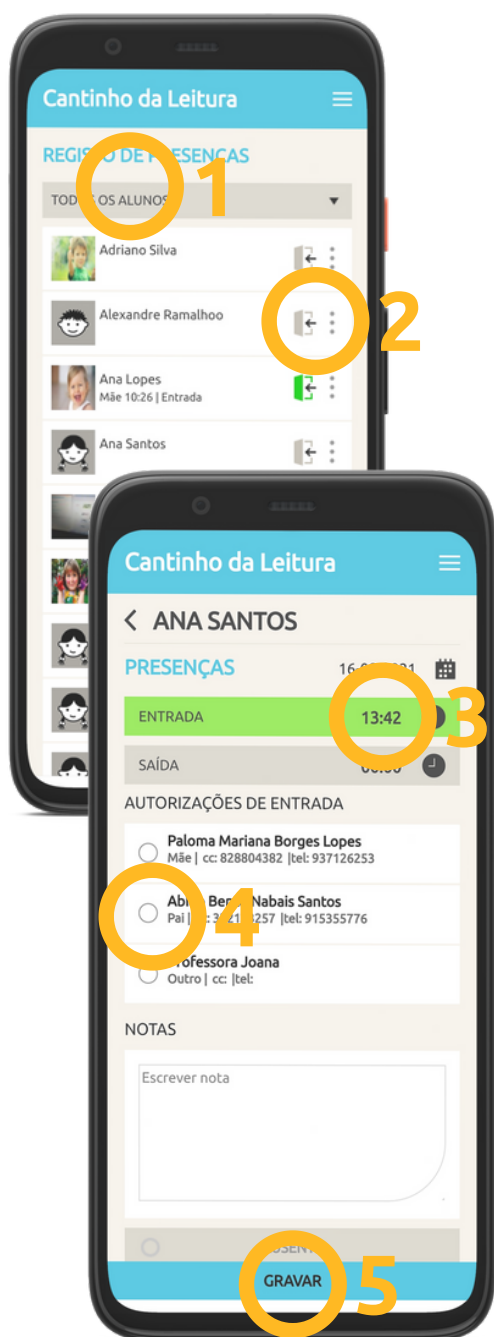 Cantinho da Leitura
REGISTO DE PRESENÇAS
1
TODOS OS ALUNOS
Adriano Silva
Alexandre Ramalhoo
2
Ana Lopes
Mãe 10:26 | Entrada
Ana Santos
Cantinho da Leitura
ANA SANTOS
PRESENÇAS
3
ENTRADA 13:42
SAÍDA
AUTORIZAÇÕES DE ENTRADA
Paloma Mariana Borges Lopes
Mãe | cc: 828804382 |tel: 937126253
Nabais Santos
4
Pai |tel: 915355776
Professora Joana
Outro | cc: |tel:
NOTAS
Escrever nota
GRAVAR
5